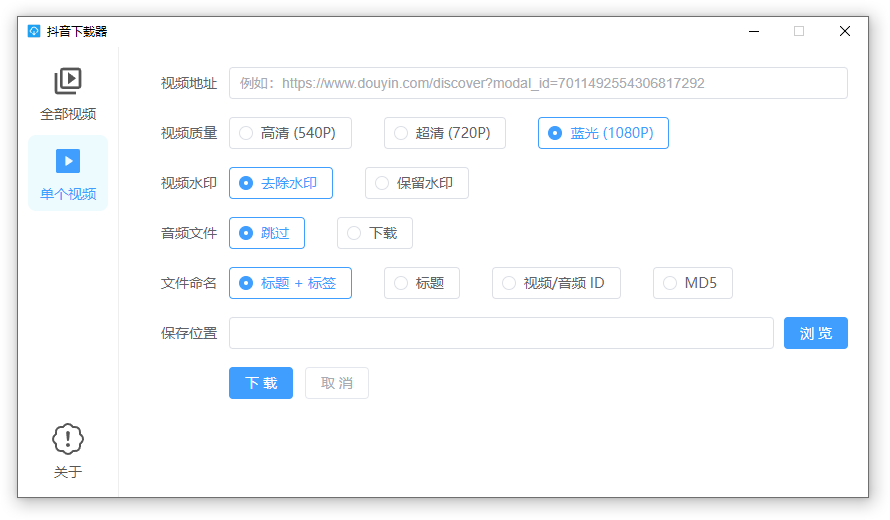 抖音下载器
全部视频
单个视频
关于
视频地址 例如：https://www.douyin.com/discover?modal_id=7011492554306817292
视频质量 高清 (540P) 超清 (720P) 蓝光 (1080P)
视频水印 去除水印 保留水印
音频文件 跳过 下载
文件命名 标题 + 标签 标题 视频/音频 ID MD5
保存位置 浏 览
下 载 取 消